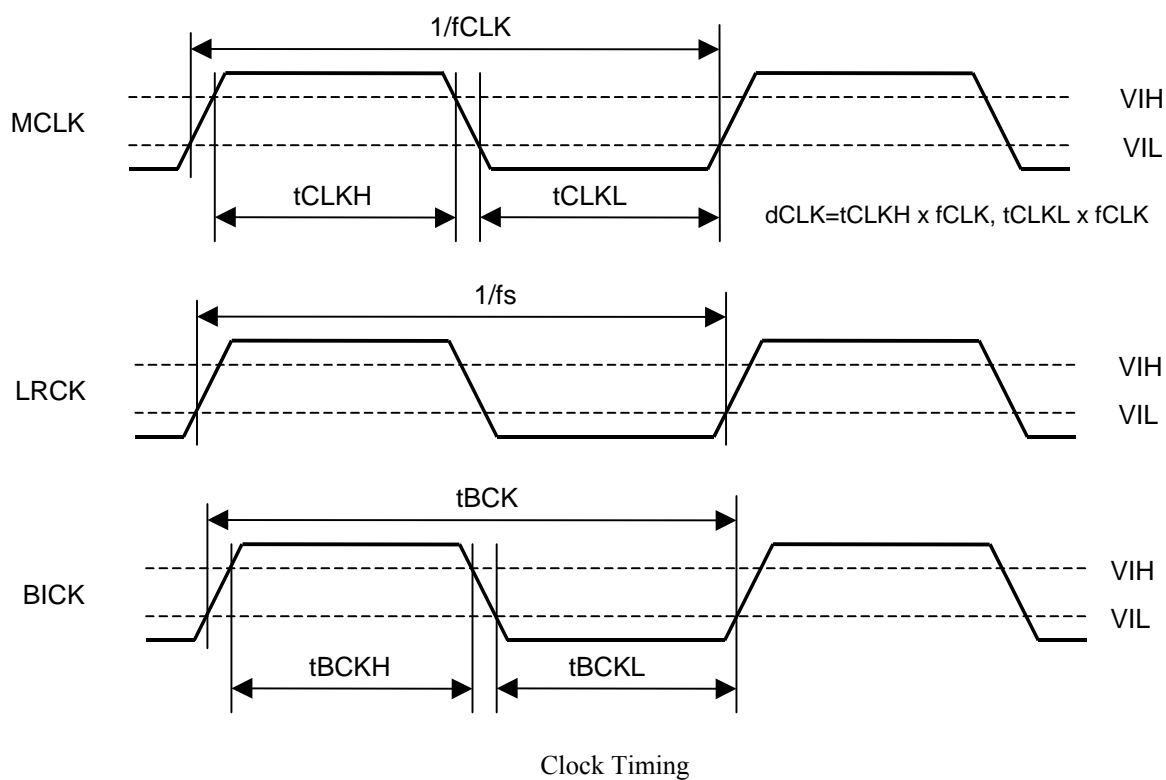 1/fCLK
MCLK
VIH
VIL
tCLKH
tCLKL
dCLK=tCLKH x fCLK, tCLKL x fCLK
1/fs
LRCK
VIH
VIL
tBCK
BICK
VIH
VIL
tBCKH
tBCKL
Clock Timing